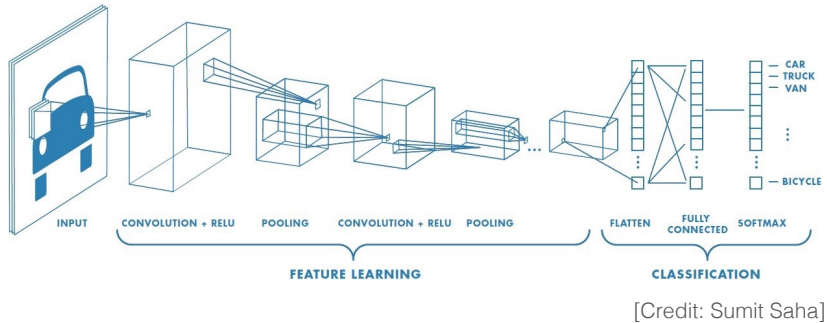 CAR
TRUCK
VAN
BICYCLE
INPUT
CONVOLUTION + RELU
POOLING
CONVOLUTION + RELU
POOLING
FLATTEN
FULLY
CONNECTED
SOFTMAX
FEATURE LEARNING
CLASSIFICATION
[Credit: Sumit Saha]